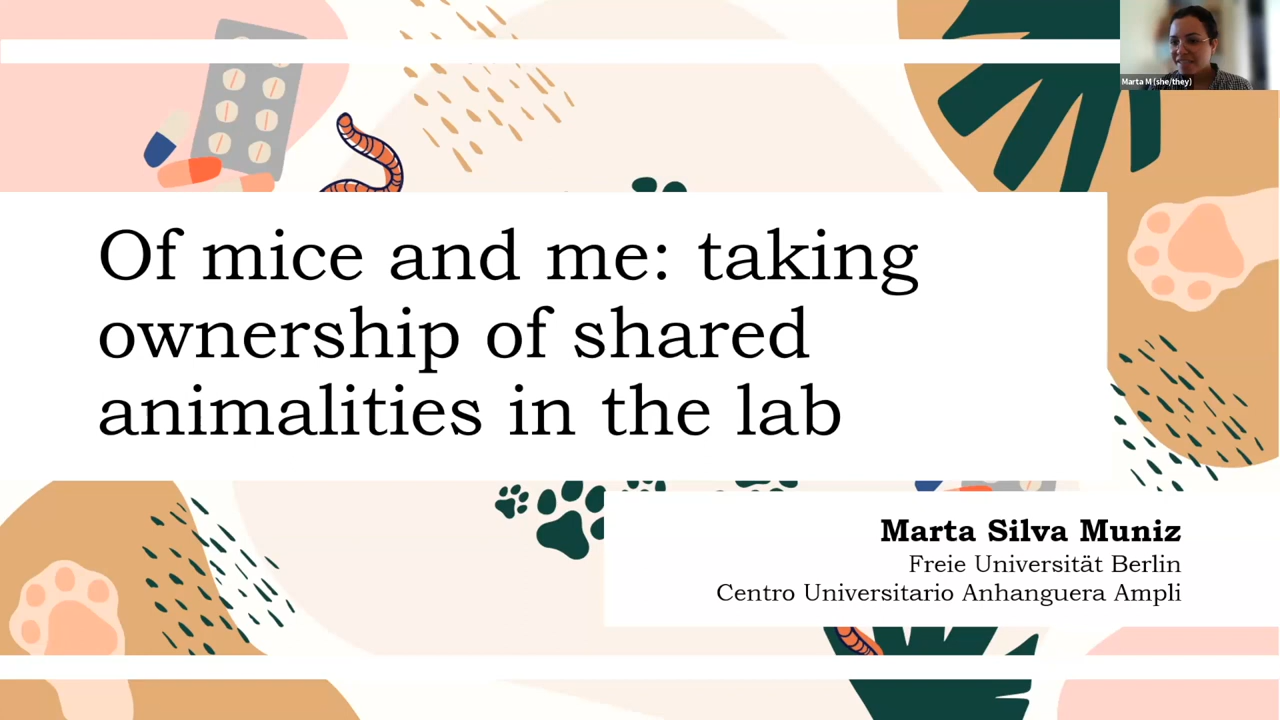 Marta M (she/they)
Of mice and me: taking
ownership of shared
animalities in the lab
Marta Silva Muniz
Freie Universität Berlin
Centro Universitario Anhanguera Ampli